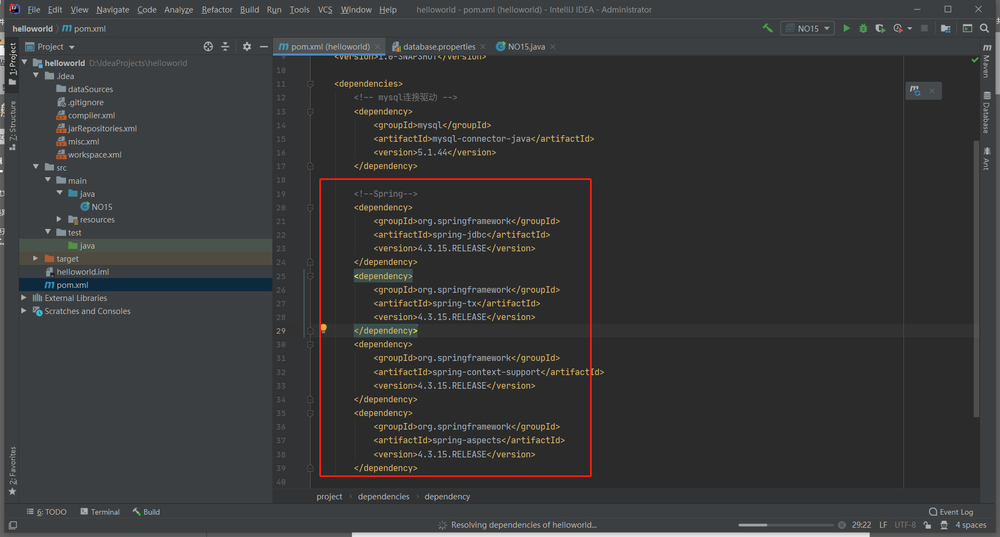 File Edit View Navigate Code Analyze Refactor Build Run Tools VCS Window Help helloworld - pom.xml (helloworld) - IntelliJ IDEA - Administrator
helloworld pom.xml NO15
Project
pom.xml (helloworld) database.properties NO15.java
1: Project
7: Structure
2: Favorites
helloworld D:\IdeaProjects\helloworld
.idea
dataSources
.gitignore
compiler.xml
jarRepositories.xml
misc.xml
workspace.xml
src
main
java
NO15
resources
test
java
target
helloworld.iml
pom.xml
External Libraries
Scratches and Consoles
9 <version>1.0-SNAPSHOT</version>
10
11 <dependencies>
12 <!-- mysql连接驱动 -->
13 <dependency>
14 <groupId>mysql</groupId>
15 <artifactId>mysql-connector-java</artifactId>
16 <version>5.1.44</version>
17 </dependency>
18
19 <!--Spring-->
20 <dependency>
21 <groupId>org.springframework</groupId>
22 <artifactId>spring-jdbc</artifactId>
23 <version>4.3.15.RELEASE</version>
24 </dependency>
25 <dependency>
26 <groupId>org.springframework</groupId>
27 <artifactId>spring-tx</artifactId>
28 <version>4.3.15.RELEASE</version>
29 </dependency>
30 <dependency>
31 <groupId>org.springframework</groupId>
32 <artifactId>spring-context-support</artifactId>
33 <version>4.3.15.RELEASE</version>
34 </dependency>
35 <dependency>
36 <groupId>org.springframework</groupId>
37 <artifactId>spring-aspects</artifactId>
38 <version>4.3.15.RELEASE</version>
39 </dependency>
40
Maven
Database
Ant
project dependencies dependency
6: TODO Terminal Build Event Log
Resolving dependencies of helloworld... 29:22 LF UTF-8 4 spaces